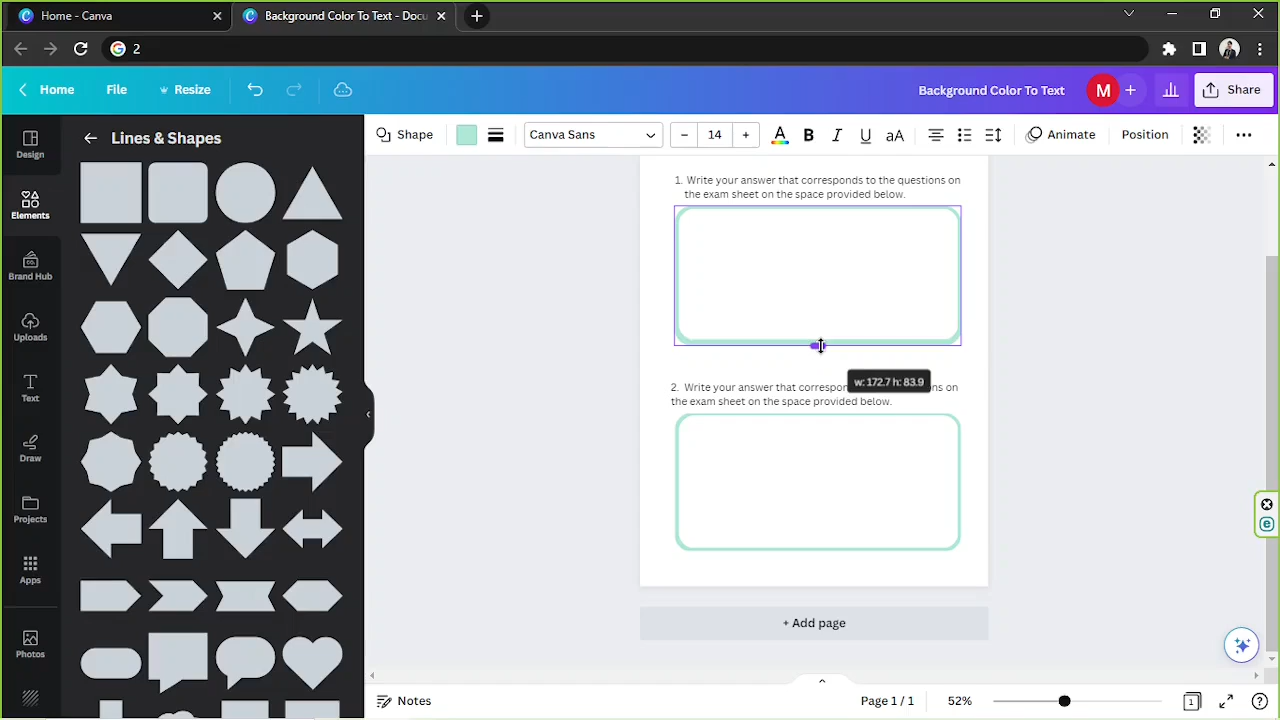 Home - Canva
Background Color To Text - Docu
2
Home
File
Resize
Background Color To Text
M
Share
Design
Elements
Brand Hub
Uploads
Text
Draw
Projects
Apps
Photos
Lines & Shapes
Shape
Canva Sans
14
A
B
I
U
aA
Animate
Position
1. Write your answer that corresponds to the questions on
the exam sheet on the space provided below.
w: 172.7 h: 83.9
2. Write your answer that ns on
the exam sheet on the space provided below.
+ Add page
Notes
Page 1 / 1
52%
1